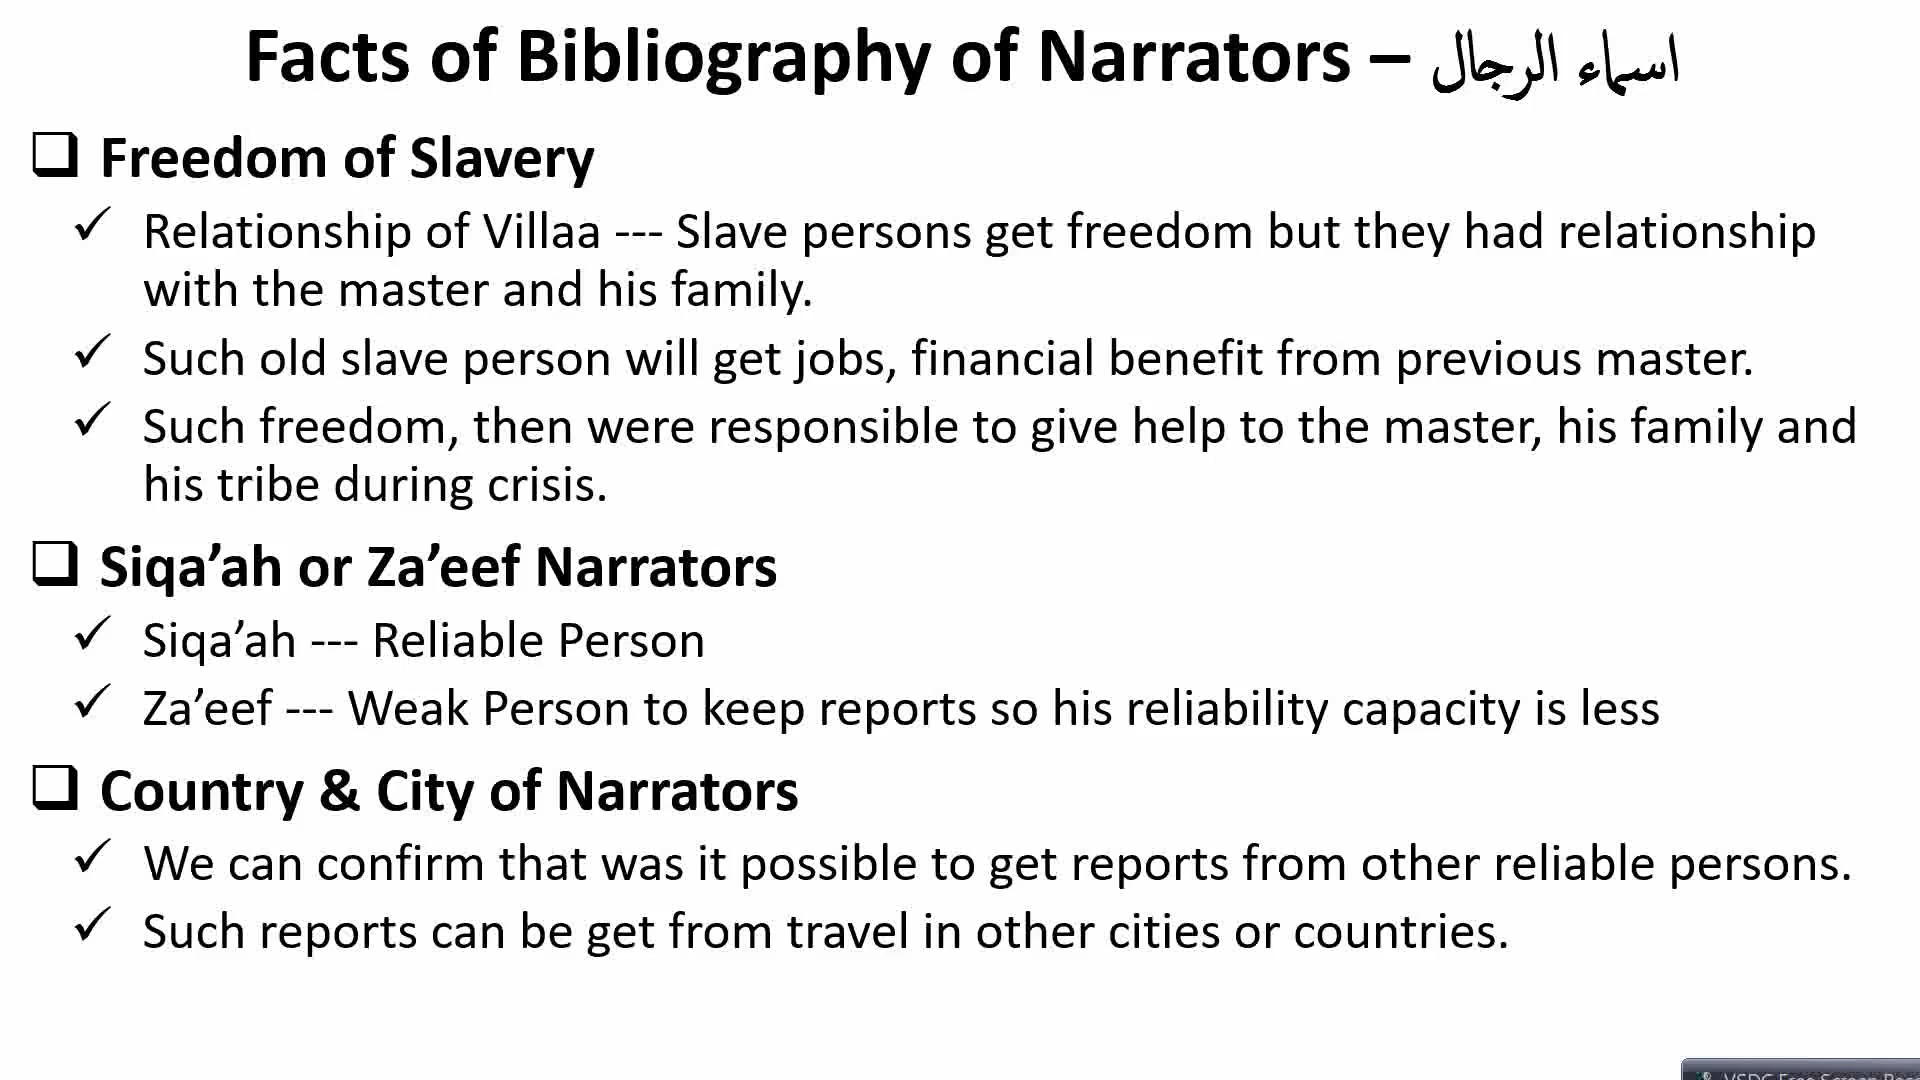 Facts of Bibliography of Narrators – اسماء الرجال
❑ Freedom of Slavery
✓ Relationship of Villaa --- Slave persons get freedom but they had relationship
with the master and his family.
✓ Such old slave person will get jobs, financial benefit from previous master.
✓ Such freedom, then were responsible to give help to the master, his family and
his tribe during crisis.
❑ Siqa’ah or Za’eef Narrators
✓ Siqa’ah --- Reliable Person
✓ Za’eef --- Weak Person to keep reports so his reliability capacity is less
❑ Country & City of Narrators
✓ We can confirm that was it possible to get reports from other reliable persons.
✓ Such reports can be get from travel in other cities or countries.
VSDC Free Screen